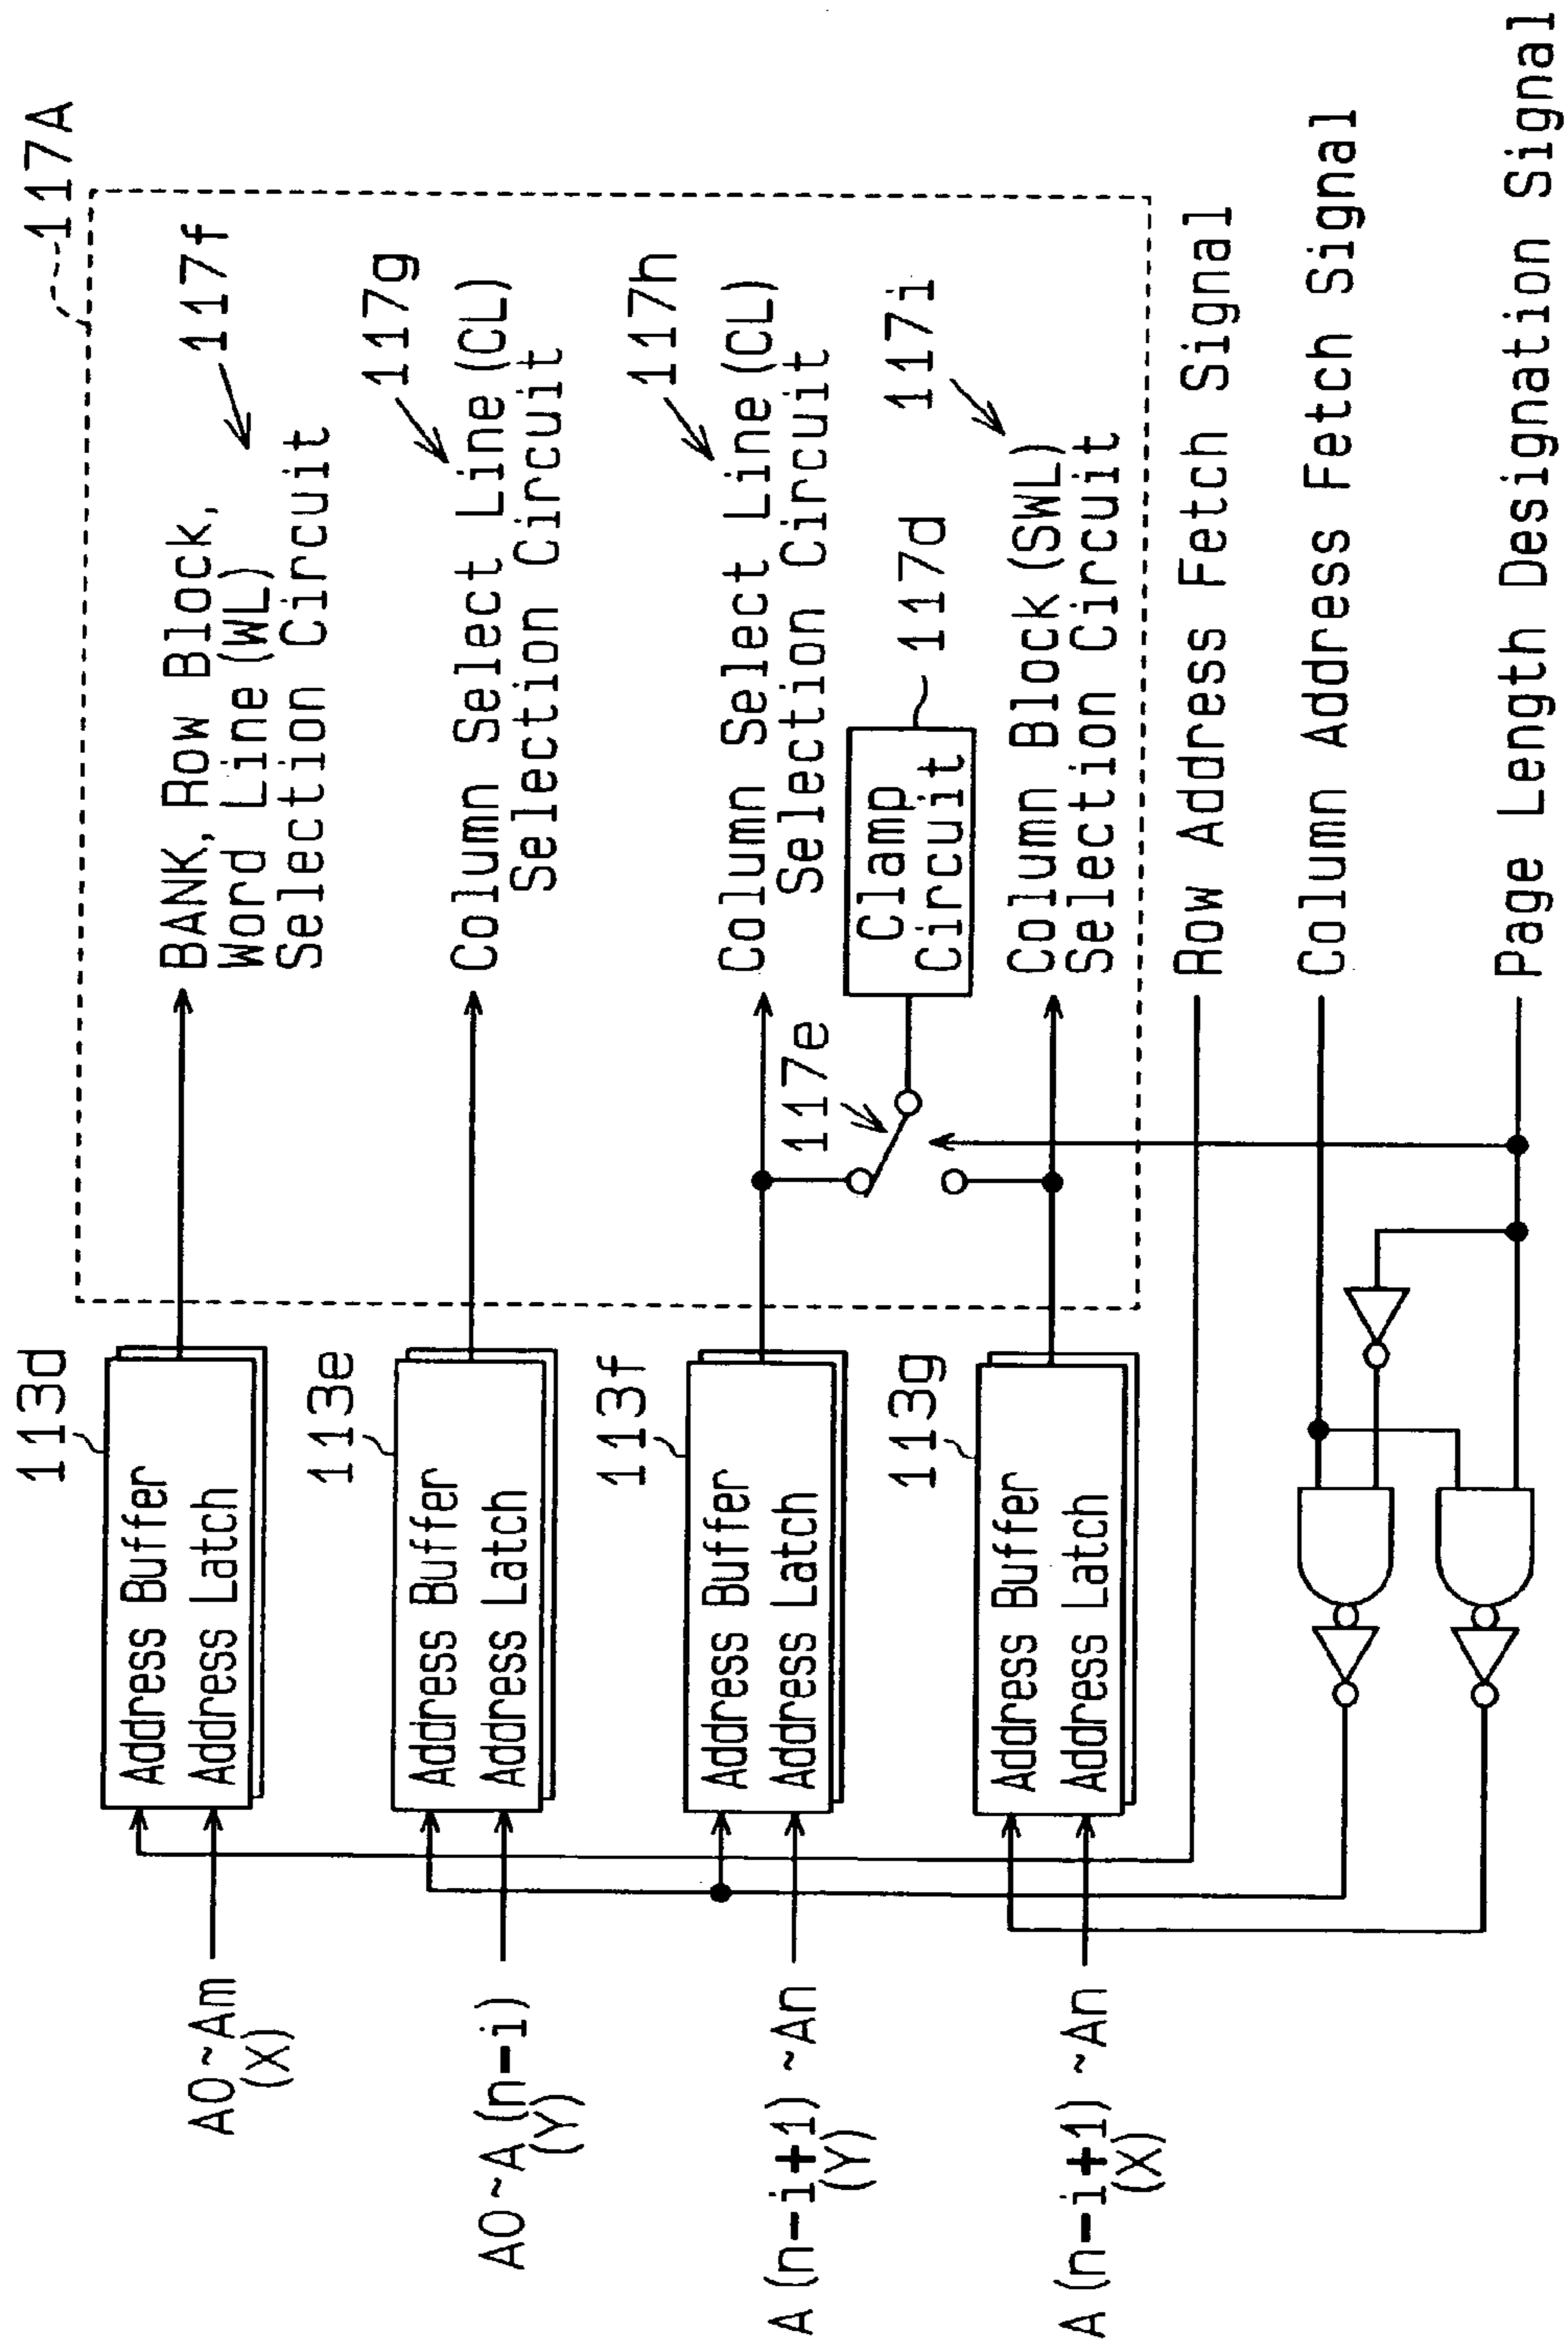 117A
113d
Address Buffer
Address Latch
A0~Am
(X)
BANK, Row Block,
Word Line (WL)
Selection Circuit
117f
113e
Address Buffer
Address Latch
A0~A (n-i)
(Y)
Column Select Line (CL)
Selection Circuit
117g
113f
Address Buffer
Address Latch
A (n-i+1) ~An
(Y)
Column Select Line (CL)
Selection Circuit
117h
117e
Clamp
Circuit
117d
113g
Address Buffer
Address Latch
A (n-i+1) ~An
(X)
Column Block (SWL)
Selection Circuit
117i
Row Address Fetch Signal
Column Address Fetch Signal
Page Length Designation Signal